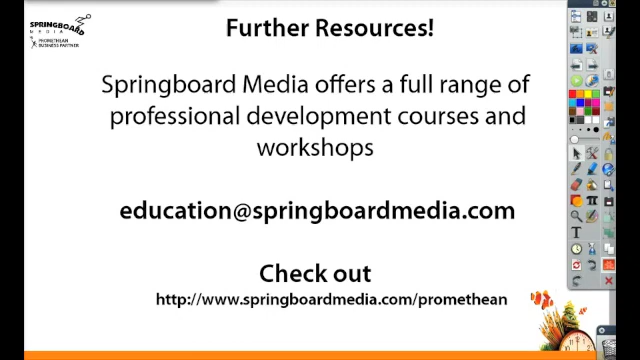 SPRINGBOARD
MEDIA
PROMETHEAN
BUSINESS PARTNER
Further Resources!
Springboard Media offers a full range of
professional development courses and
workshops
education@springboardmedia.com
Check out
http://www.springboardmedia.com/promethean